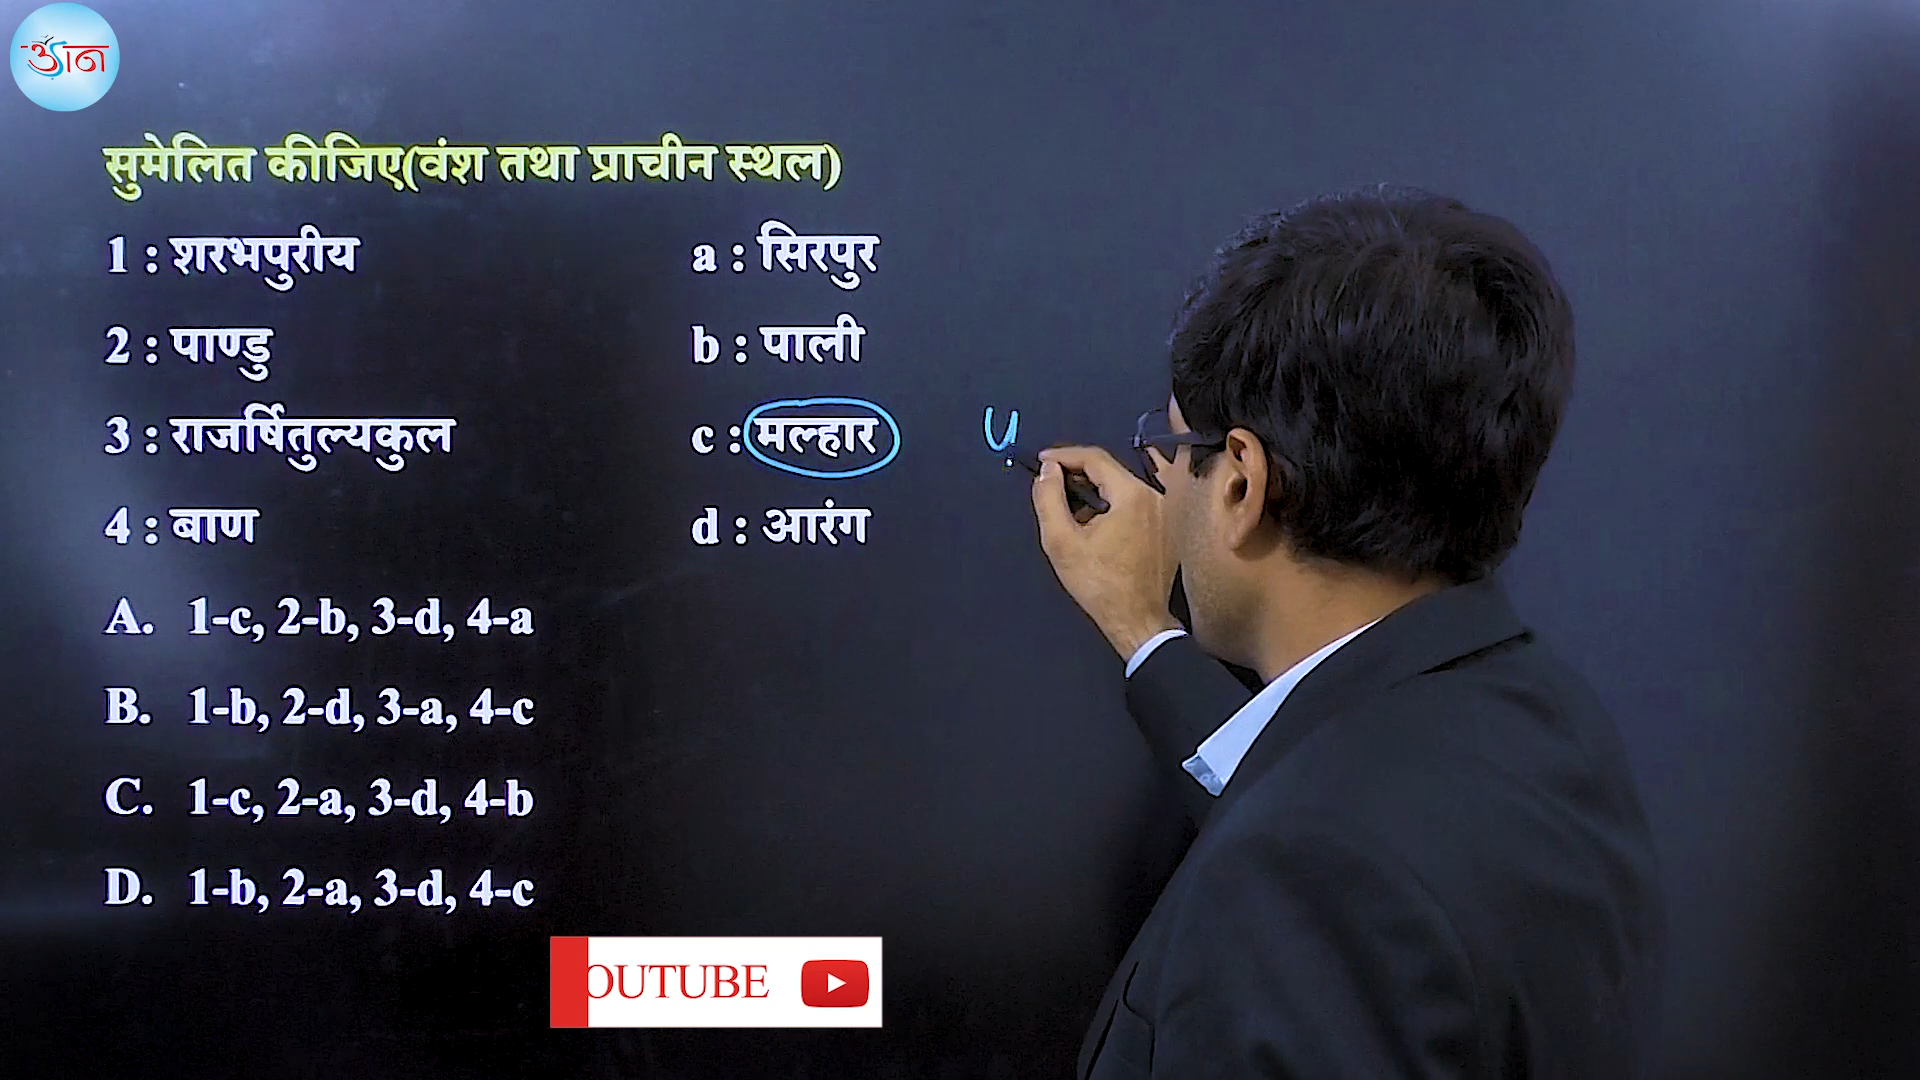 उड़ान
सुमेलित कीजिए(वंश तथा प्राचीन स्थल)
1 : शरभपुरीय a : सिरपुर
2 : पाण्डु b : पाली
3 : राजर्षितुल्यकुल c : मल्हार
4 : बाण d : आरंग
A. 1-c, 2-b, 3-d, 4-a
B. 1-b, 2-d, 3-a, 4-c
C. 1-c, 2-a, 3-d, 4-b
D. 1-b, 2-a, 3-d, 4-c
OUTUBE